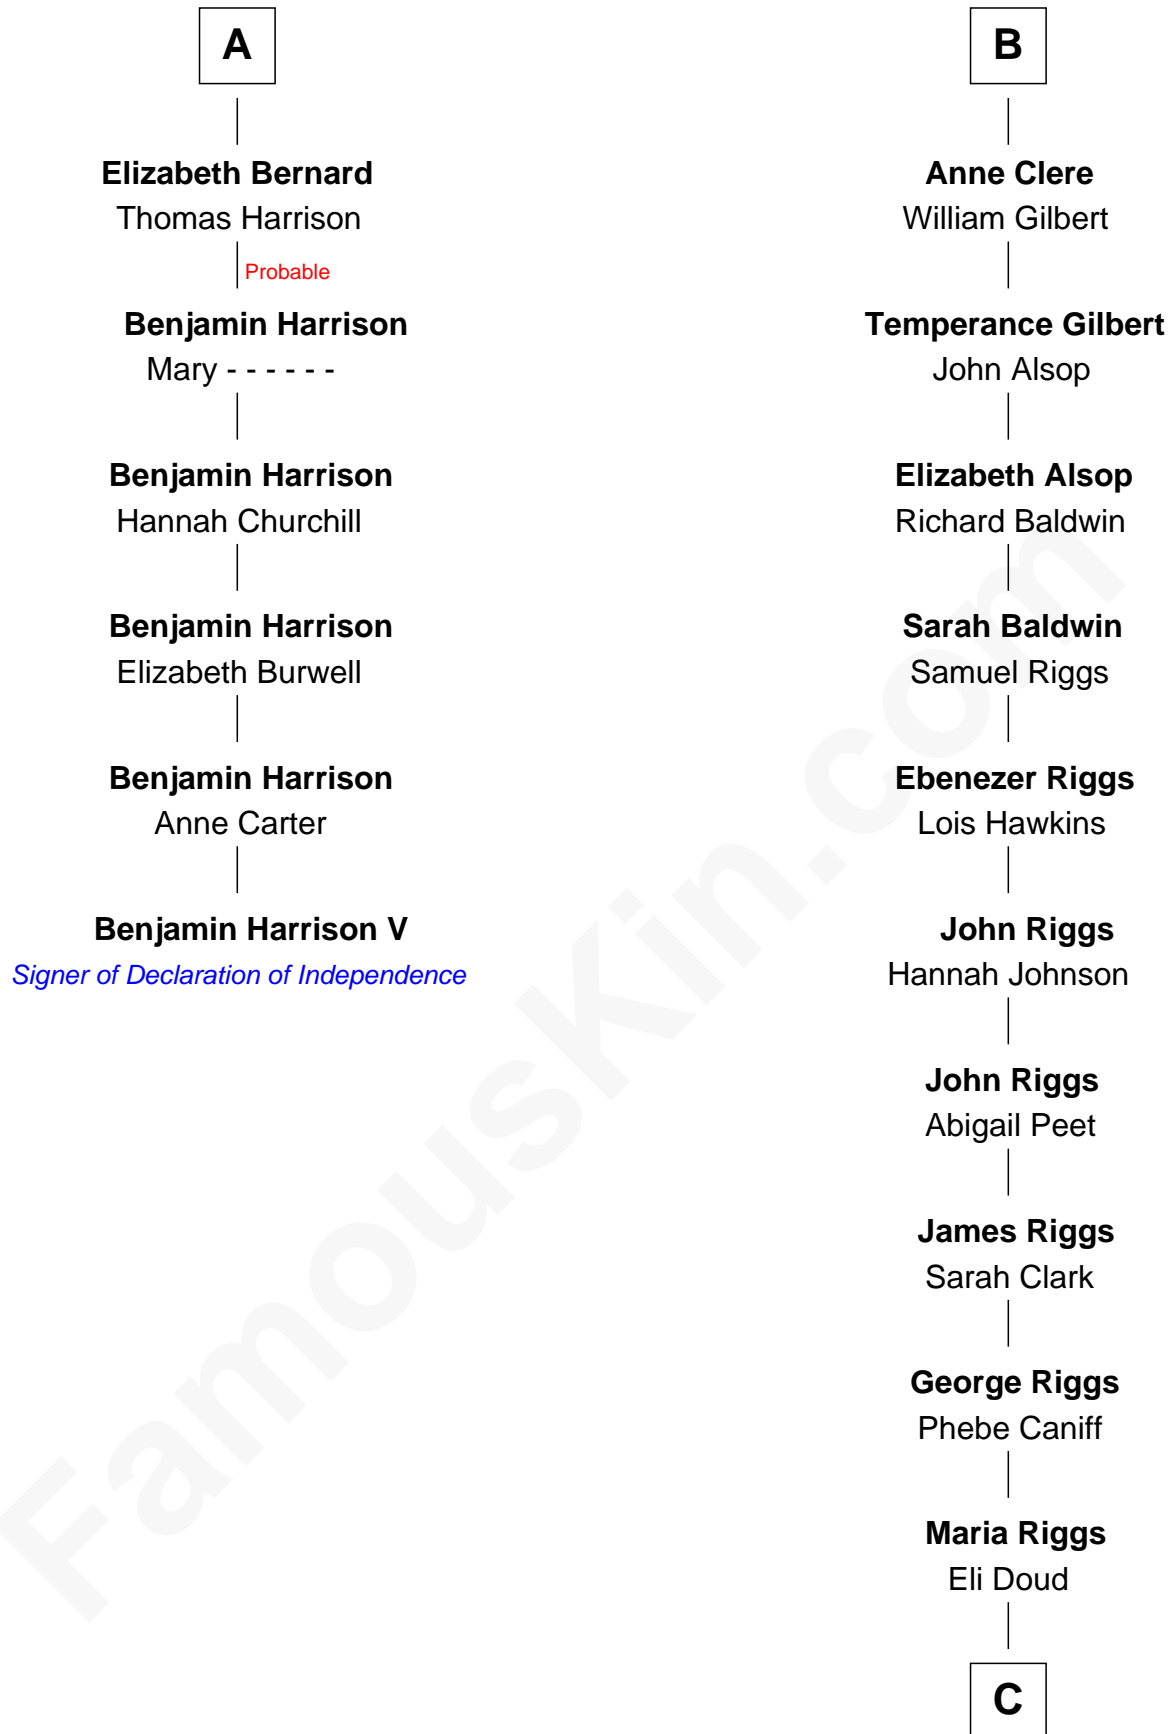 A
Elizabeth Bernard
Thomas Harrison
Probable
Benjamin Harrison
Mary - - - - - -
Benjamin Harrison
Hannah Churchill
Benjamin Harrison
Elizabeth Burwell
Benjamin Harrison
Anne Carter
Benjamin Harrison V
Signer of Declaration of Independence
B
Anne Clere
William Gilbert
Temperance Gilbert
John Alsop
Elizabeth Alsop
Richard Baldwin
Sarah Baldwin
Samuel Riggs
Ebenezer Riggs
Lois Hawkins
John Riggs
Hannah Johnson
John Riggs
Abigail Peet
James Riggs
Sarah Clark
George Riggs
Phebe Caniff
Maria Riggs
Eli Doud
C
FamousKin.com